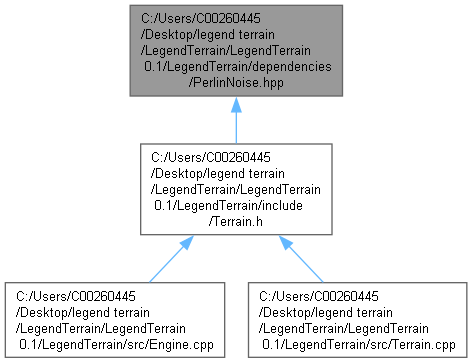 C:/Users/C00260445
/Desktop/legend terrain
/LegendTerrain/LegendTerrain
0.1/LegendTerrain/dependencies
/PerlinNoise.hpp
C:/Users/C00260445
/Desktop/legend terrain
/LegendTerrain/LegendTerrain
0.1/LegendTerrain/include
/Terrain.h
C:/Users/C00260445
/Desktop/legend terrain
/LegendTerrain/LegendTerrain
0.1/LegendTerrain/src/Engine.cpp
C:/Users/C00260445
/Desktop/legend terrain
/LegendTerrain/LegendTerrain
0.1/LegendTerrain/src/Terrain.cpp